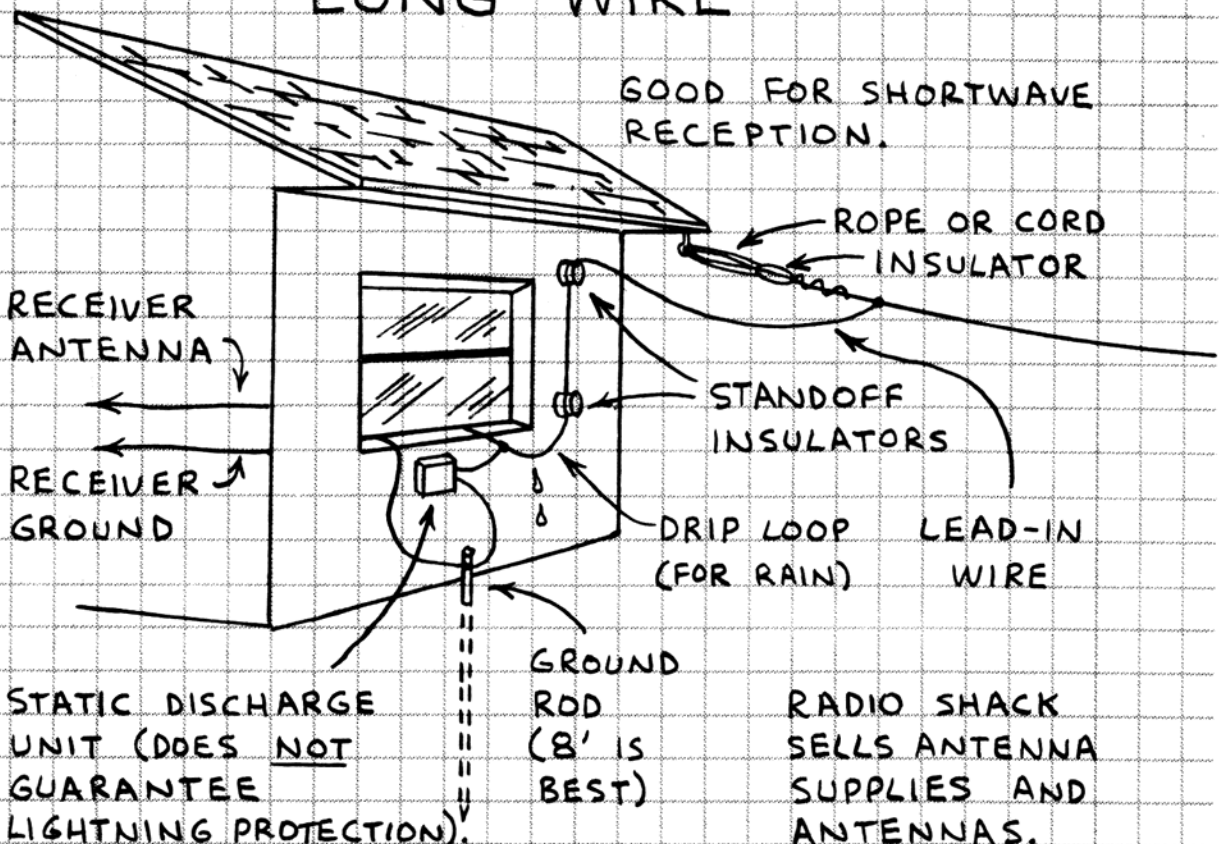 LONG WIRE
GOOD FOR SHORTWAVE
RECEPTION.
ROPE OR CORD
INSULATOR
RECEIVER
ANTENNA
STANDOFF
INSULATORS
RECEIVER
GROUND
DRIP LOOP
(FOR RAIN)
LEAD-IN
WIRE
GROUND
ROD
(8' IS
BEST)
STATIC DISCHARGE
UNIT (DOES NOT
GUARANTEE
LIGHTNING PROTECTION).
RADIO SHACK
SELLS ANTENNA
SUPPLIES AND
ANTENNAS.